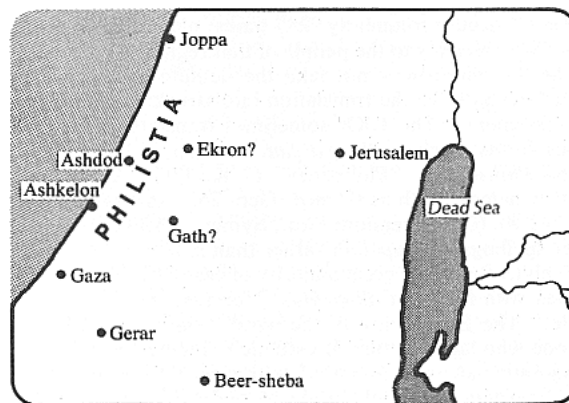 Joppa
PHILISTIA
Ashdod
Ekron?
Jerusalem
Ashkelon
Dead Sea
Gath?
Gaza
Gerar
Beer-sheba